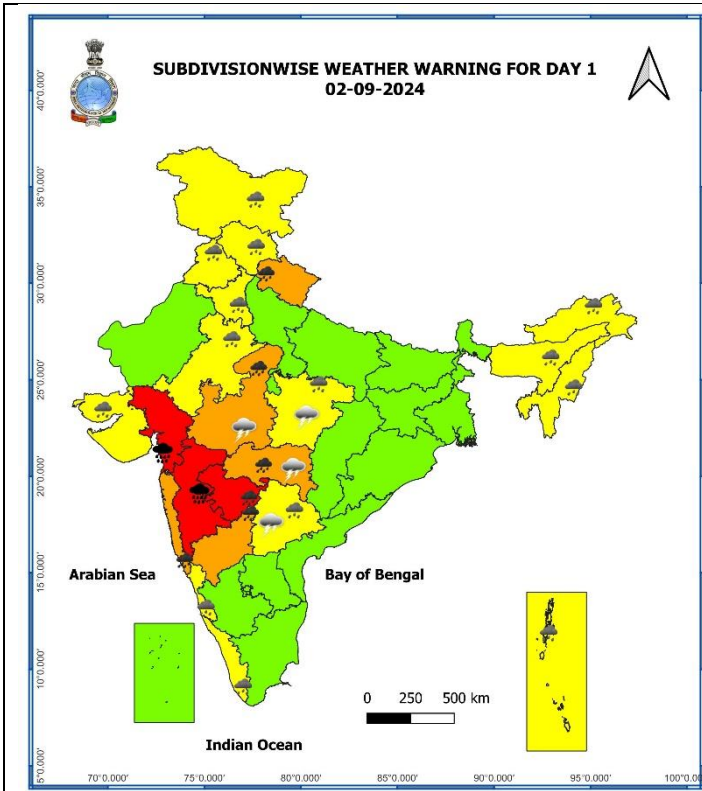 SUBDIVISIONWISE WEATHER WARNING FOR DAY 1
02-09-2024
40°0.000'
35°0.000'
30°0.000'
25°0.000'
20°0.000'
15°0.000'
10°0.000'
5°0.000'
Arabian Sea
Bay of Bengal
0 250 500 km
Indian Ocean
70°0.000' 75°0.000' 80°0.000' 85°0.000' 90°0.000' 95°0.000'